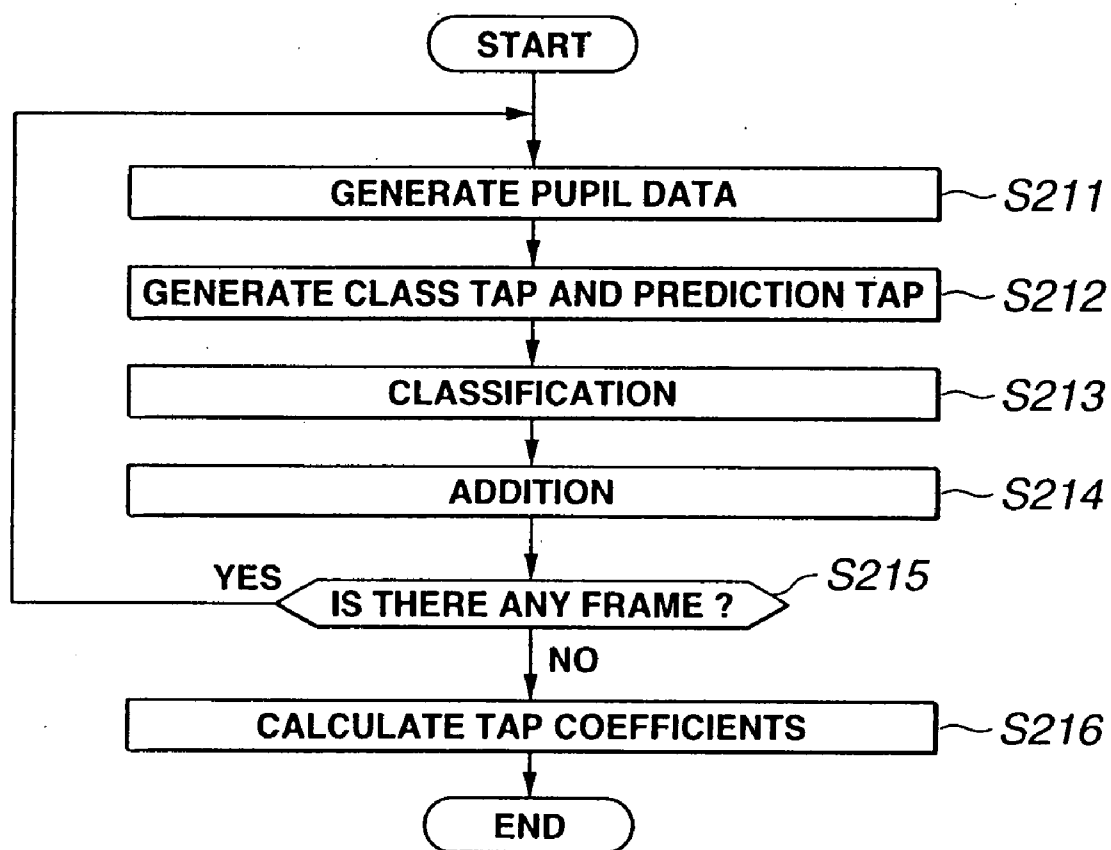 START
GENERATE PUPIL DATA
S211
GENERATE CLASS TAP AND PREDICTION TAP
S212
CLASSIFICATION
S213
ADDITION
S214
YES
IS THERE ANY FRAME ?
S215
NO
CALCULATE TAP COEFFICIENTS
S216
END